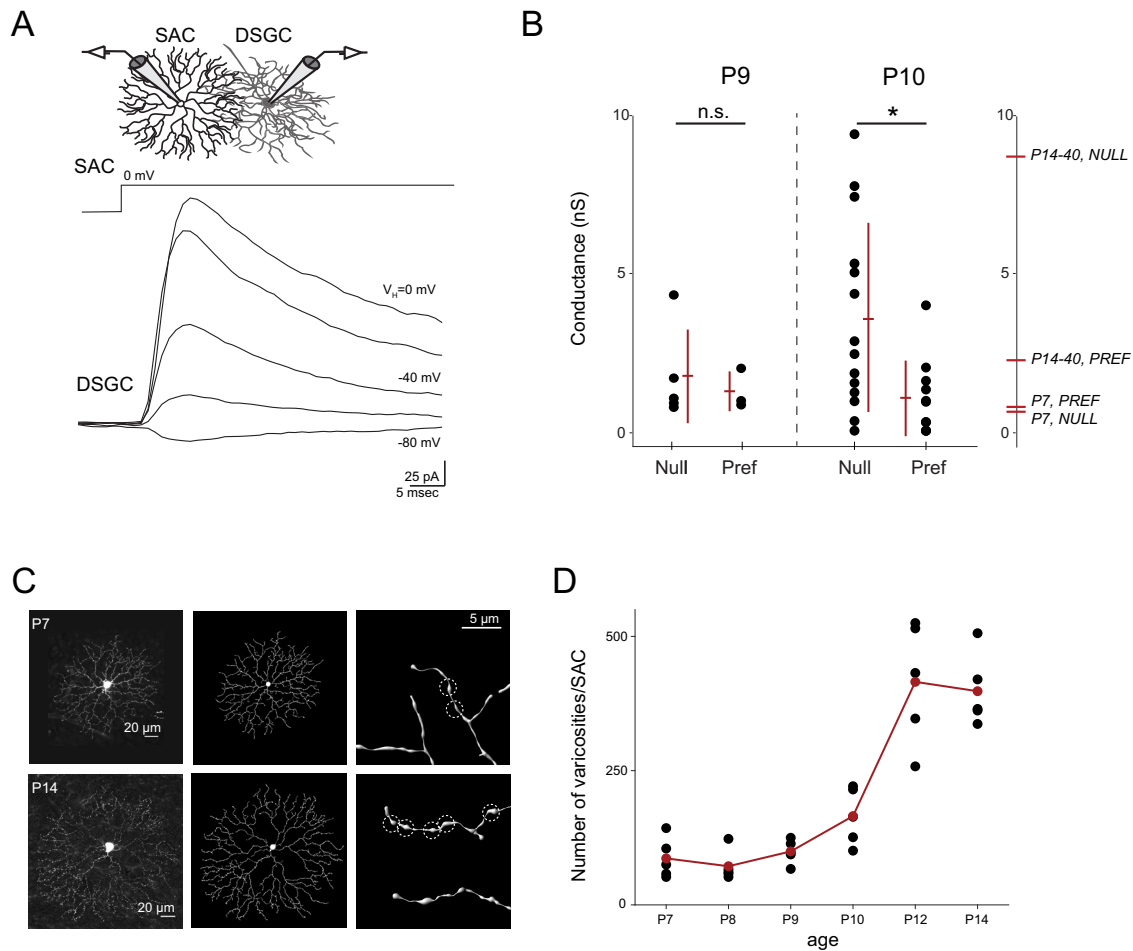 A
SAC
DSGC
SAC
0 mV
V_H=0 mV
-40 mV
DSGC
-80 mV
25 pA
5 msec
B
P9
P10
n.s.
*
10
10
P14-40, NULL
Conductance (nS)
5
5
P14-40, PREF
P7, PREF
P7, NULL
0
0
Null
Pref
Null
Pref
C
P7
20 µm
5 µm
P14
20 µm
D
Number of varicosities/SAC
500
250
0
P7
P8
P9
P10
P12
P14
age